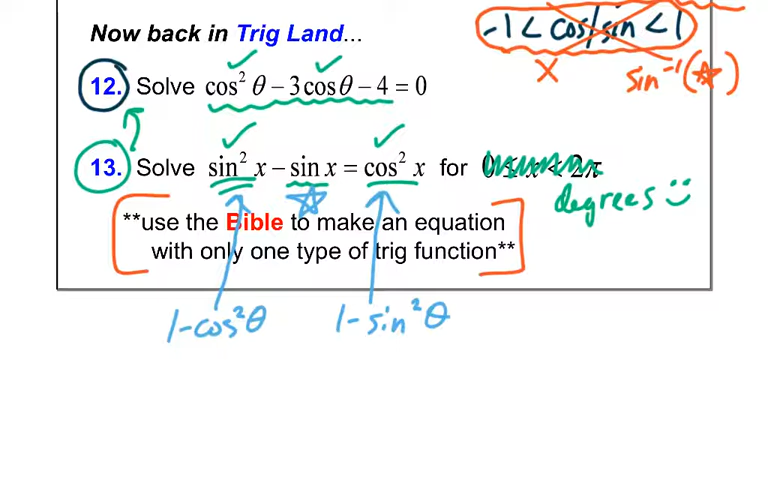 Now back in Trig Land...
-1 < cos/sin < 1
x
sin⁻¹(☆)
12. Solve cos² θ − 3cosθ − 4 = 0
13. Solve sin² x − sin x = cos² x for 0 ≤ x < 2π
degrees
**use the Bible to make an equation
with only one type of trig function**
1-cos²θ
1-sin²θ